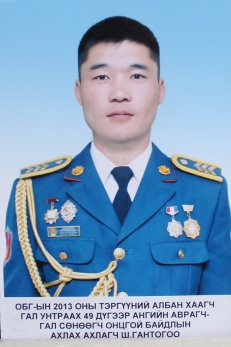 ОБГ-ЫН 2013 ОНЫ ТЭРГҮҮНИЙ АЛБАН ХААГЧ
ГАЛ УНТРААХ 49 ДҮГЭЭР АНГИЙН АВРАГЧ-
ГАЛ СӨНӨӨГЧ ОНЦГОЙ БАЙДЛЫН
АХЛАХ АХЛАГЧ Ш.ГАНТОГОО